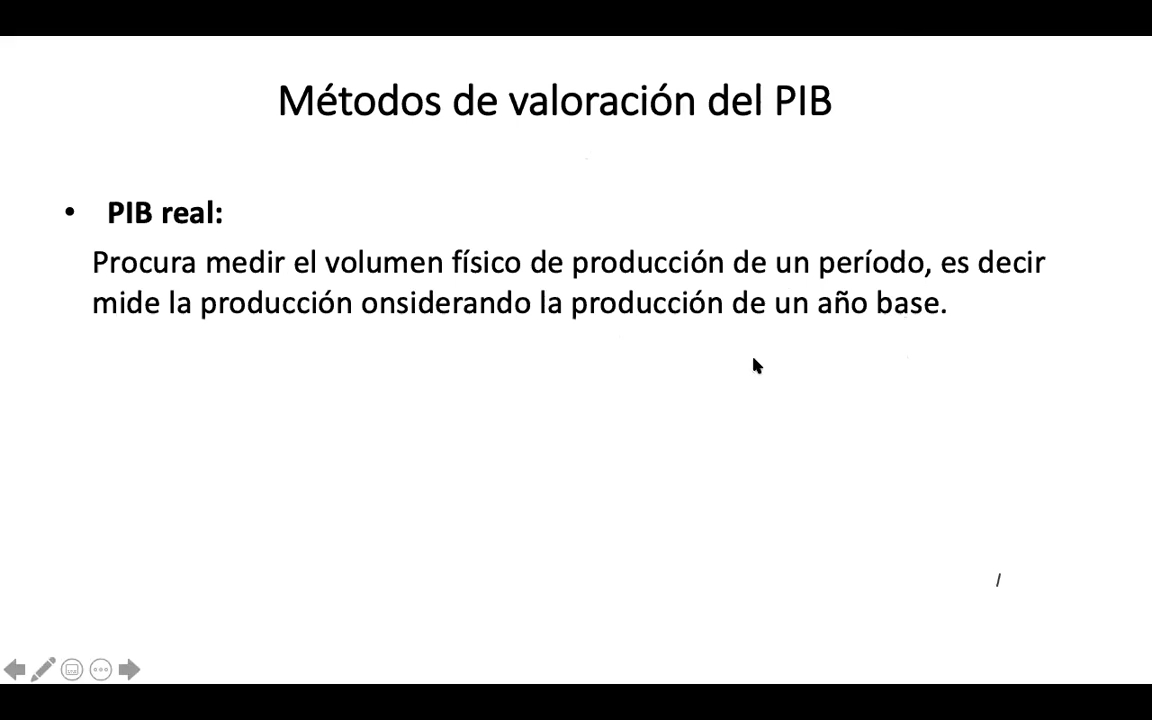 Métodos de valoración del PIB
• PIB real:
Procura medir el volumen físico de producción de un período, es decir
mide la producción onsiderando la producción de un año base.